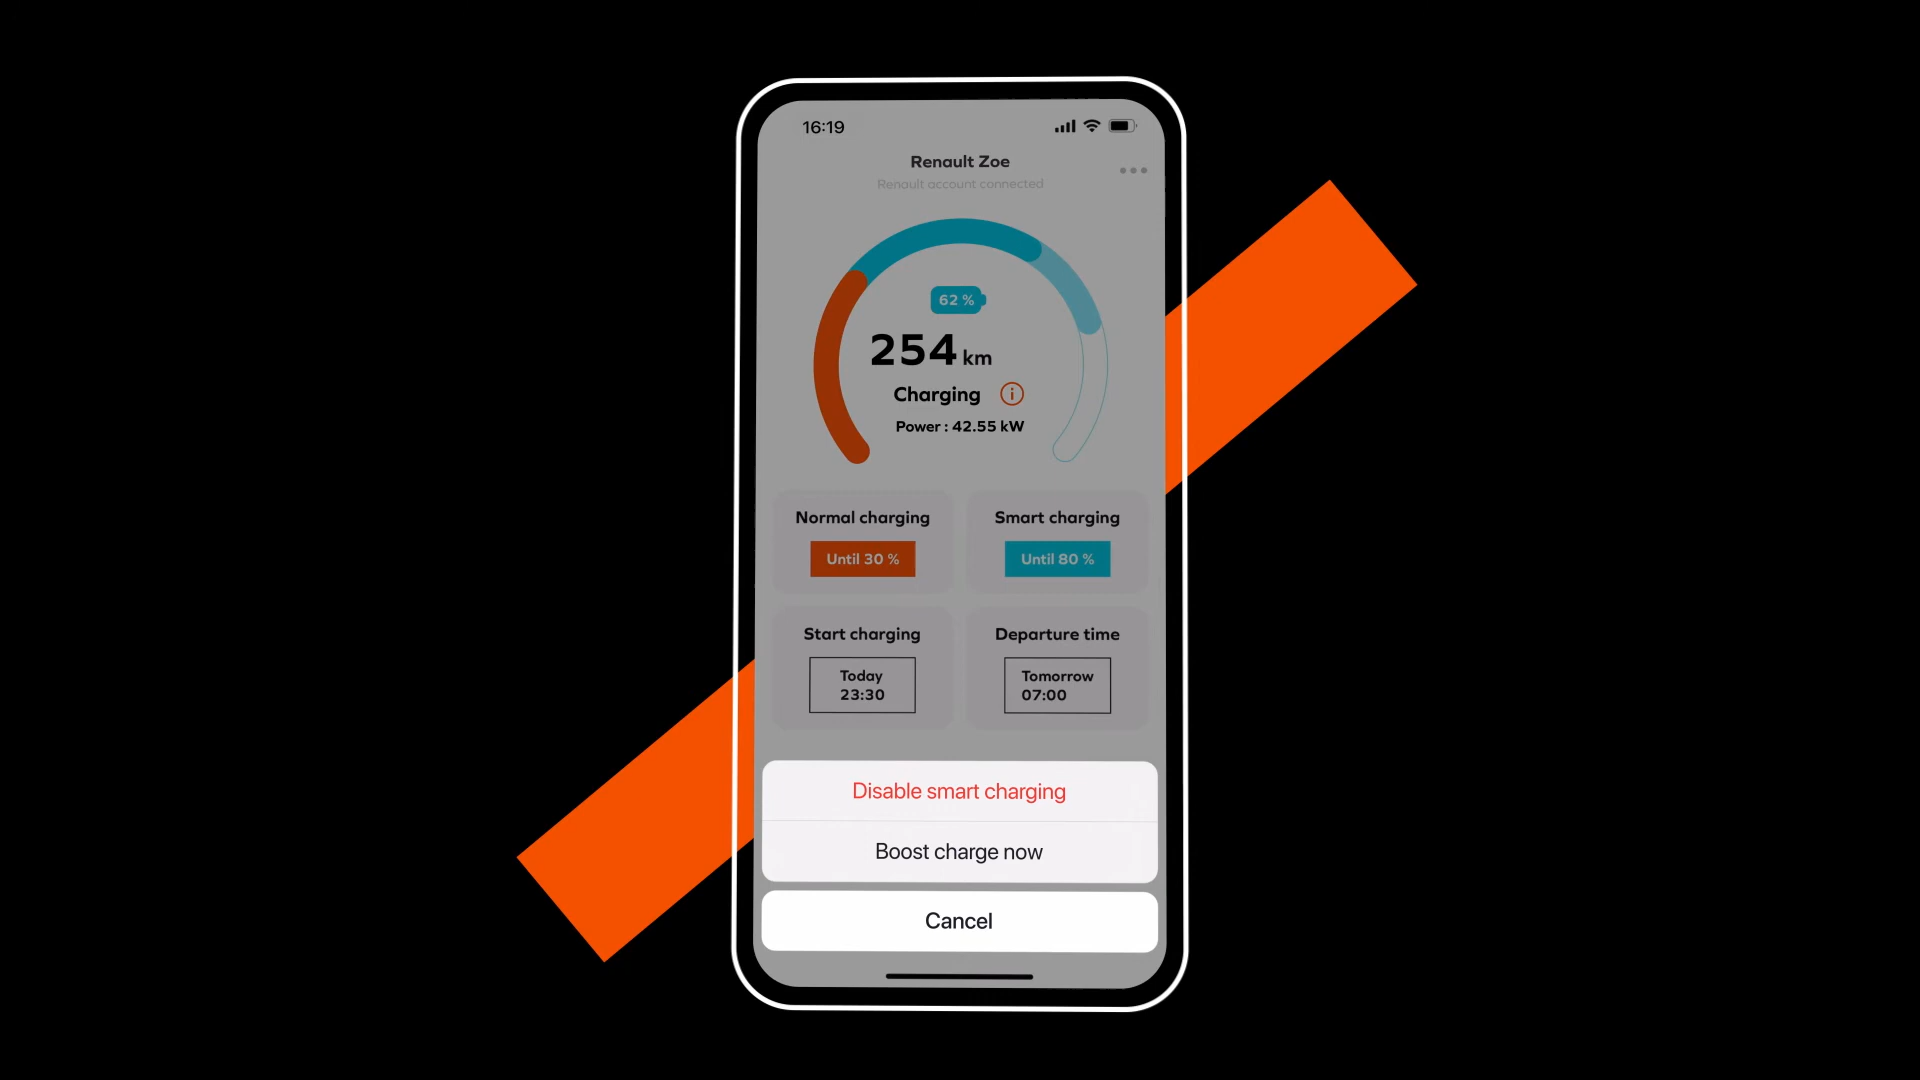 16:19
Renault Zoe
Renault account connected
62 %
254 km
Charging
Power : 42.55 kW
Normal charging
Until 30 %
Smart charging
Until 80 %
Start charging
Today
23:30
Departure time
Tomorrow
07:00
Disable smart charging
Boost charge now
Cancel